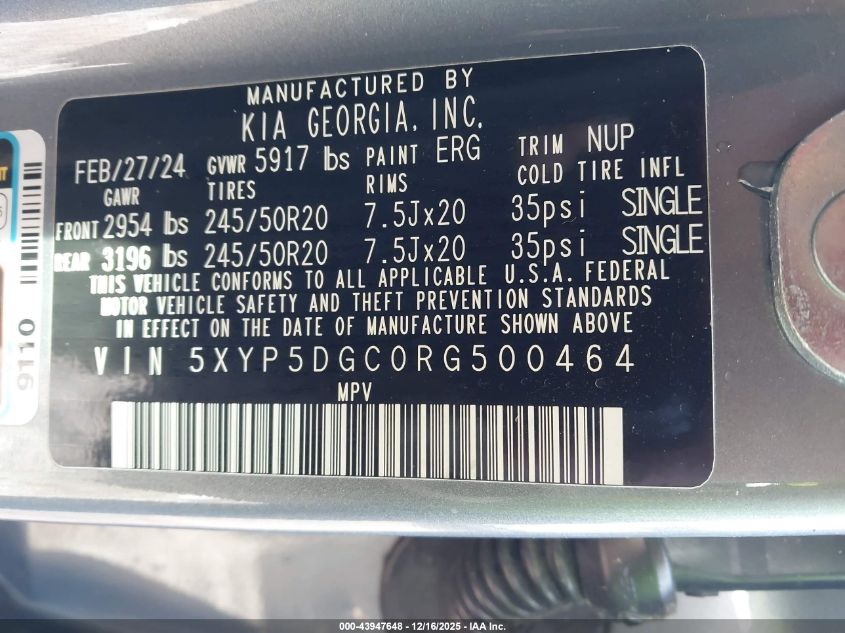 MANUFACTURED BY
KIA GEORGIA, INC.
FEB/27/24 GVWR 5917 lbs PAINT ERG TRIM NUP
GAWR TIRES RIMS COLD TIRE INFL
FRONT 2954 lbs 245/50R20 7.5Jx20 35psi SINGLE
REAR 3196 lbs 245/50R20 7.5Jx20 35psi SINGLE
THIS VEHICLE CONFORMS TO ALL APPLICABLE U.S.A. FEDERAL
MOTOR VEHICLE SAFETY AND THEFT PREVENTION STANDARDS
IN EFFECT ON THE DATE OF MANUFACTURE SHOWN ABOVE
VIN 5XYP5DGC0RG500464
MPV
9110
000-43947648 - 12/16/2025 - IAA Inc.